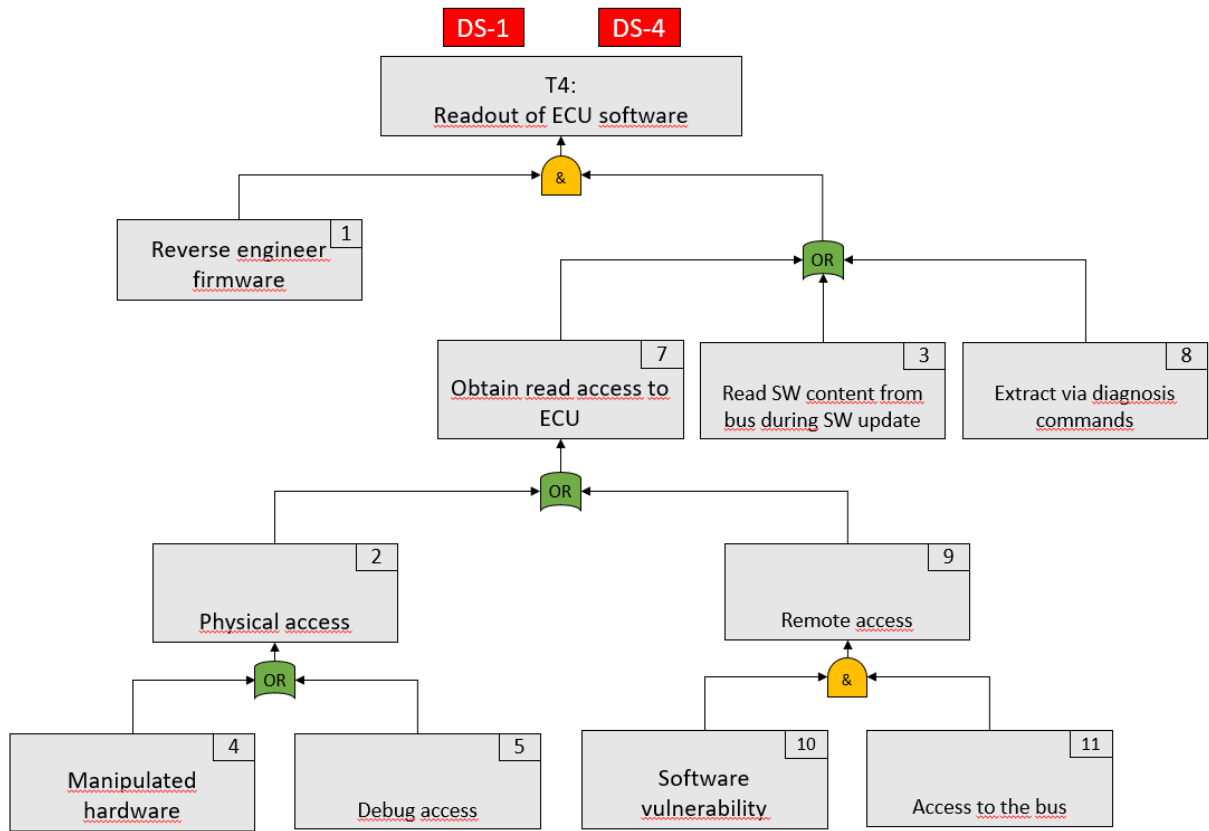 DS-1
DS-4
T4:
Readout of ECU software
&
1
Reverse engineer
firmware
OR
7
Obtain read access to
ECU
3
Read SW content from
bus during SW update
8
Extract via diagnosis
commands
OR
2
Physical access
9
Remote access
OR
&
4
Manipulated
hardware
5
Debug access
10
Software
vulnerability
11
Access to the bus